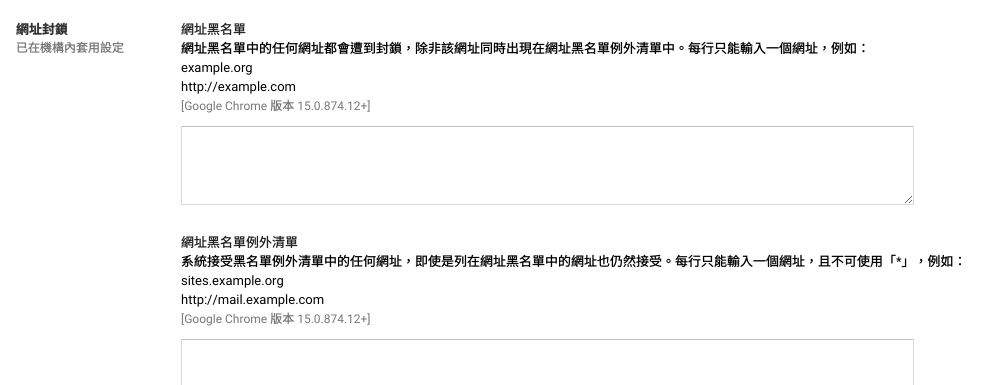 網址封鎖
已在機構內套用設定
網址黑名單
網址黑名單中的任何網址都會遭到封鎖，除非該網址同時出現在網址黑名單例外清單中。每行只能輸入一個網址，例如：
example.org
http://example.com
[Google Chrome 版本 15.0.874.12+]
網址黑名單例外清單
系統接受黑名單例外清單中的任何網址，即使是列在網址黑名單中的網址也仍然接受。每行只能輸入一個網址，且不可使用「*」，例如：
sites.example.org
http://mail.example.com
[Google Chrome 版本 15.0.874.12+]